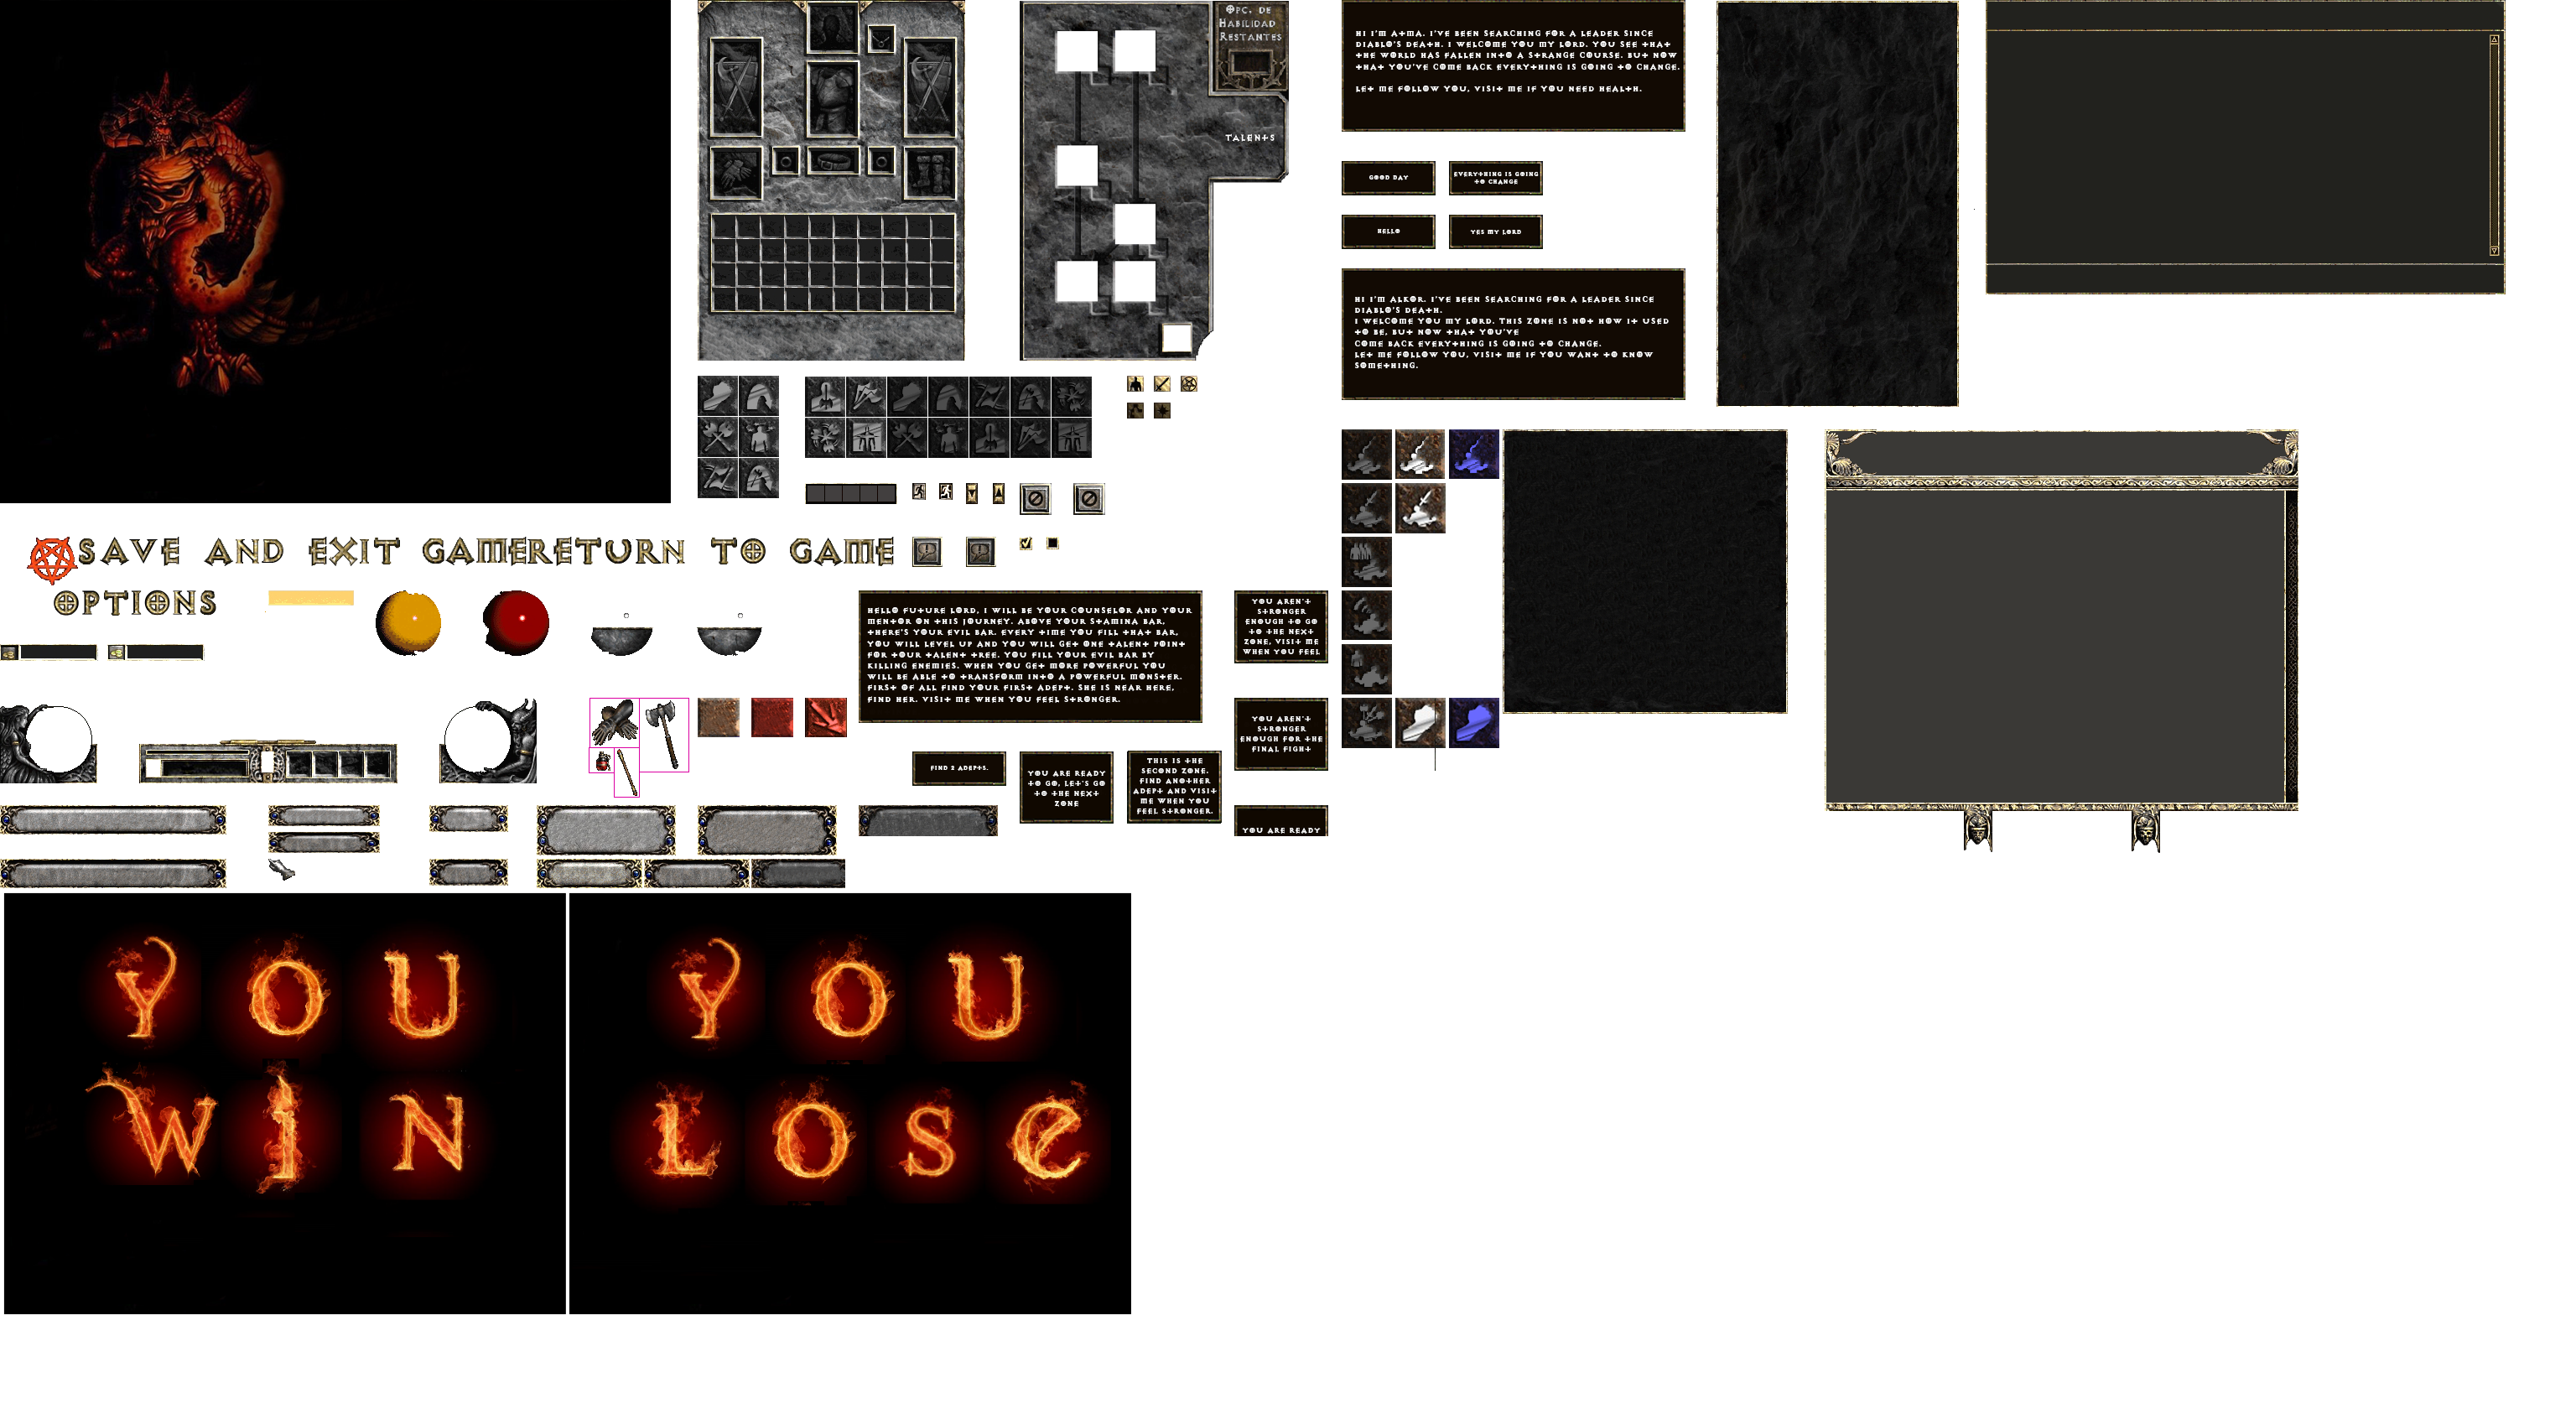 Opc. de
Habilidad
Restantes
TALENTS
HI I'M ATMA. I'VE BEEN SEARCHING FOR A LEADER SINCE
DIABLO'S DEATH. I WELCOME YOU MY LORD. YOU SEE THAT
THE WORLD HAS FALLEN INTO A STRANGE COURSE. BUT NOW
THAT YOU'VE COME BACK EVERYTHING IS GOING TO CHANGE.
LET ME FOLLOW YOU, VISIT ME IF YOU NEED HEALTH.
GOOD DAY
EVERYTHING IS GOING
TO CHANGE
HELLO
YES MY LORD
HI I'M ALKOR. I'VE BEEN SEARCHING FOR A LEADER SINCE
DIABLO'S DEATH.
I WELCOME YOU MY LORD. THIS ZONE IS NOT HOW IT USED
TO BE, BUT NOW THAT YOU'VE
COME BACK EVERYTHING IS GOING TO CHANGE.
LET ME FOLLOW YOU, VISIT ME IF YOU WANT TO KNOW
SOMETHING.
SAVE AND EXIT GAME
RETURN TO GAME
OPTIONS
HELLO FUTURE LORD, I WILL BE YOUR COUNSELOR AND YOUR
MENTOR ON THIS JOURNEY. ABOVE YOUR STAMINA BAR,
THERE'S YOUR EVIL BAR. EVERY TIME YOU FILL THAT BAR,
YOU WILL LEVEL UP AND YOU WILL GET ONE TALENT POINT
FOR YOUR TALENT TREE. YOU FILL YOUR EVIL BAR BY
KILLING ENEMIES. WHEN YOU GET MORE POWERFUL YOU
WILL BE ABLE TO TRANSFORM INTO A POWERFUL MONSTER.
FIRST OF ALL FIND YOUR FIRST ADEPT. SHE IS NEAR HERE,
FIND HER. VISIT ME WHEN YOU FEEL STRONGER.
YOU AREN'T
STRONGER
ENOUGH TO GO
TO THE NEXT
ZONE, VISIT ME
WHEN YOU FEEL
YOU AREN'T
STRONGER
ENOUGH FOR THE
FINAL FIGHT
FIND 2 ADEPTS.
YOU ARE READY
TO GO, LET'S GO
TO THE NEXT
ZONE
THIS IS THE
SECOND ZONE.
FIND ANOTHER
ADEPT AND VISIT
ME WHEN YOU
FEEL STRONGER.
YOU ARE READY
YOU
WIN
YOU
LOSE